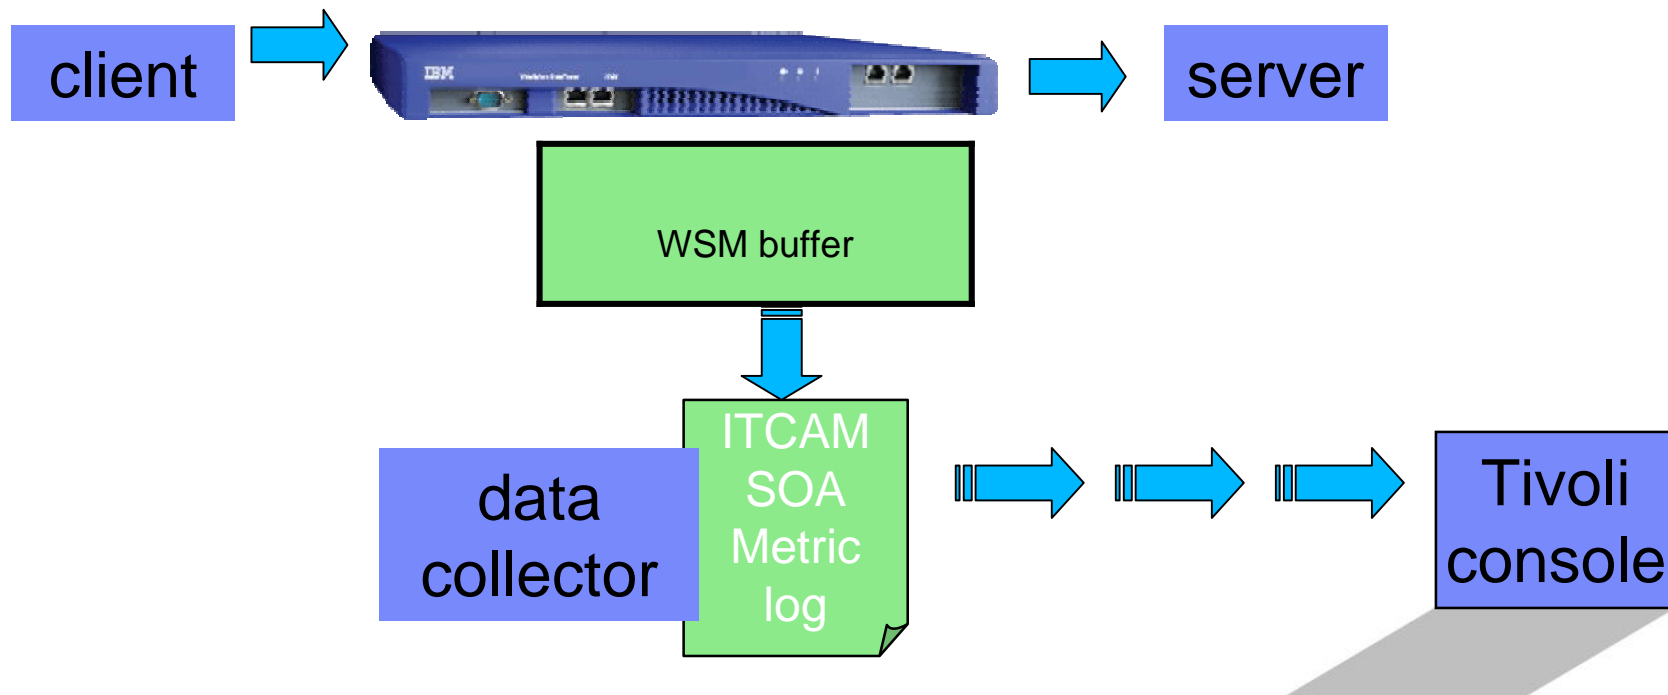 client
IBM
server
WSM buffer
data
collector
ITCAM
SOA
Metric
log
Tivoli
console